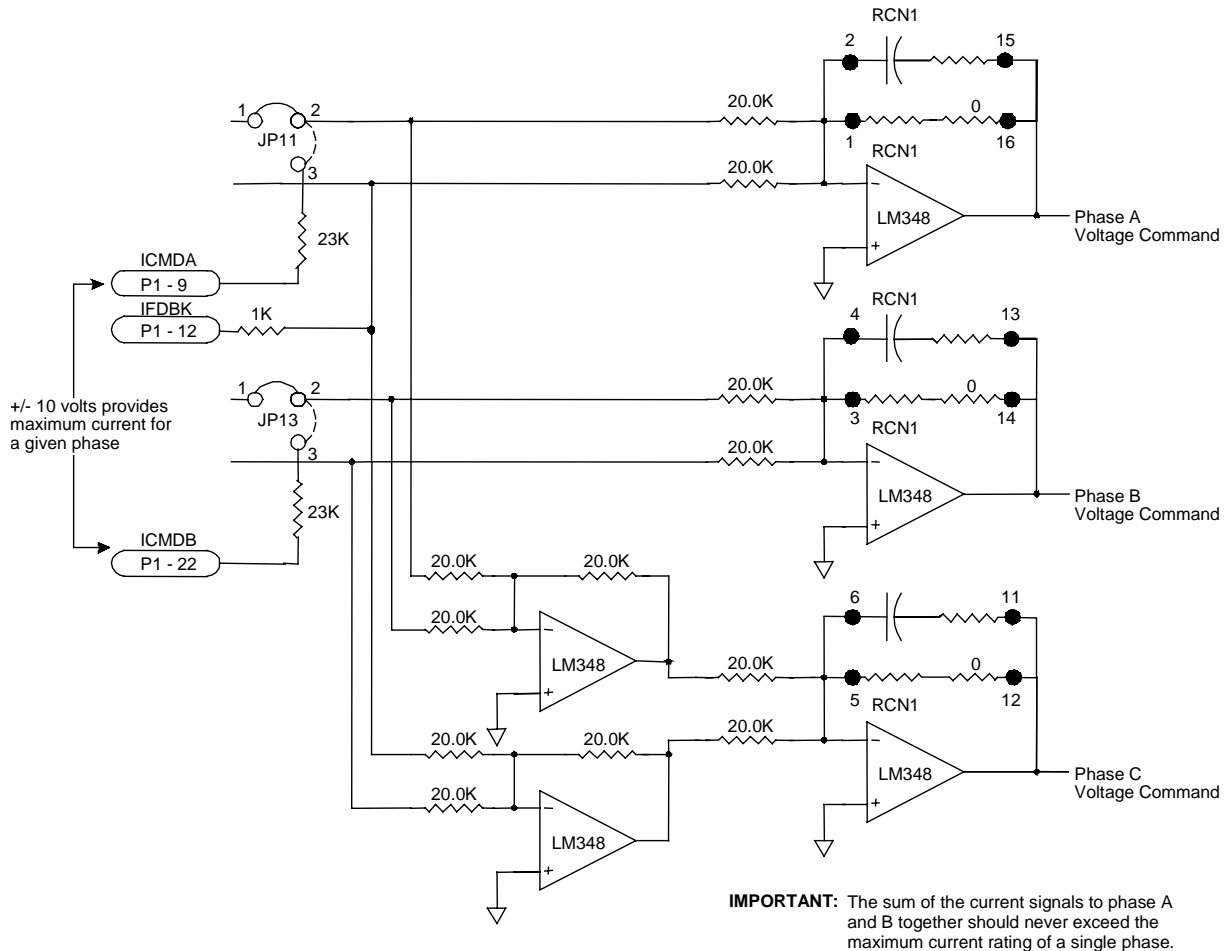 RCN1
2
15
20.0K
0
1
2
JP11
1
16
20.0K
RCN1
3
LM348
23K
Phase A
Voltage Command
ICMDA
P1 - 9
IFDBK
P1 - 12
1K
RCN1
4
13
+/- 10 volts provides
maximum current for
a given phase
1
2
JP13
20.0K
0
3
14
20.0K
RCN1
3
LM348
23K
Phase B
Voltage Command
ICMDB
P1 - 22
20.0K
20.0K
6
11
20.0K
LM348
20.0K
0
5
12
RCN1
20.0K
20.0K
20.0K
LM348
Phase C
Voltage Command
20.0K
LM348
IMPORTANT: The sum of the current signals to phase A
and B together should never exceed the
maximum current rating of a single phase.
+
-
+
-
+
-
+
-
+
-